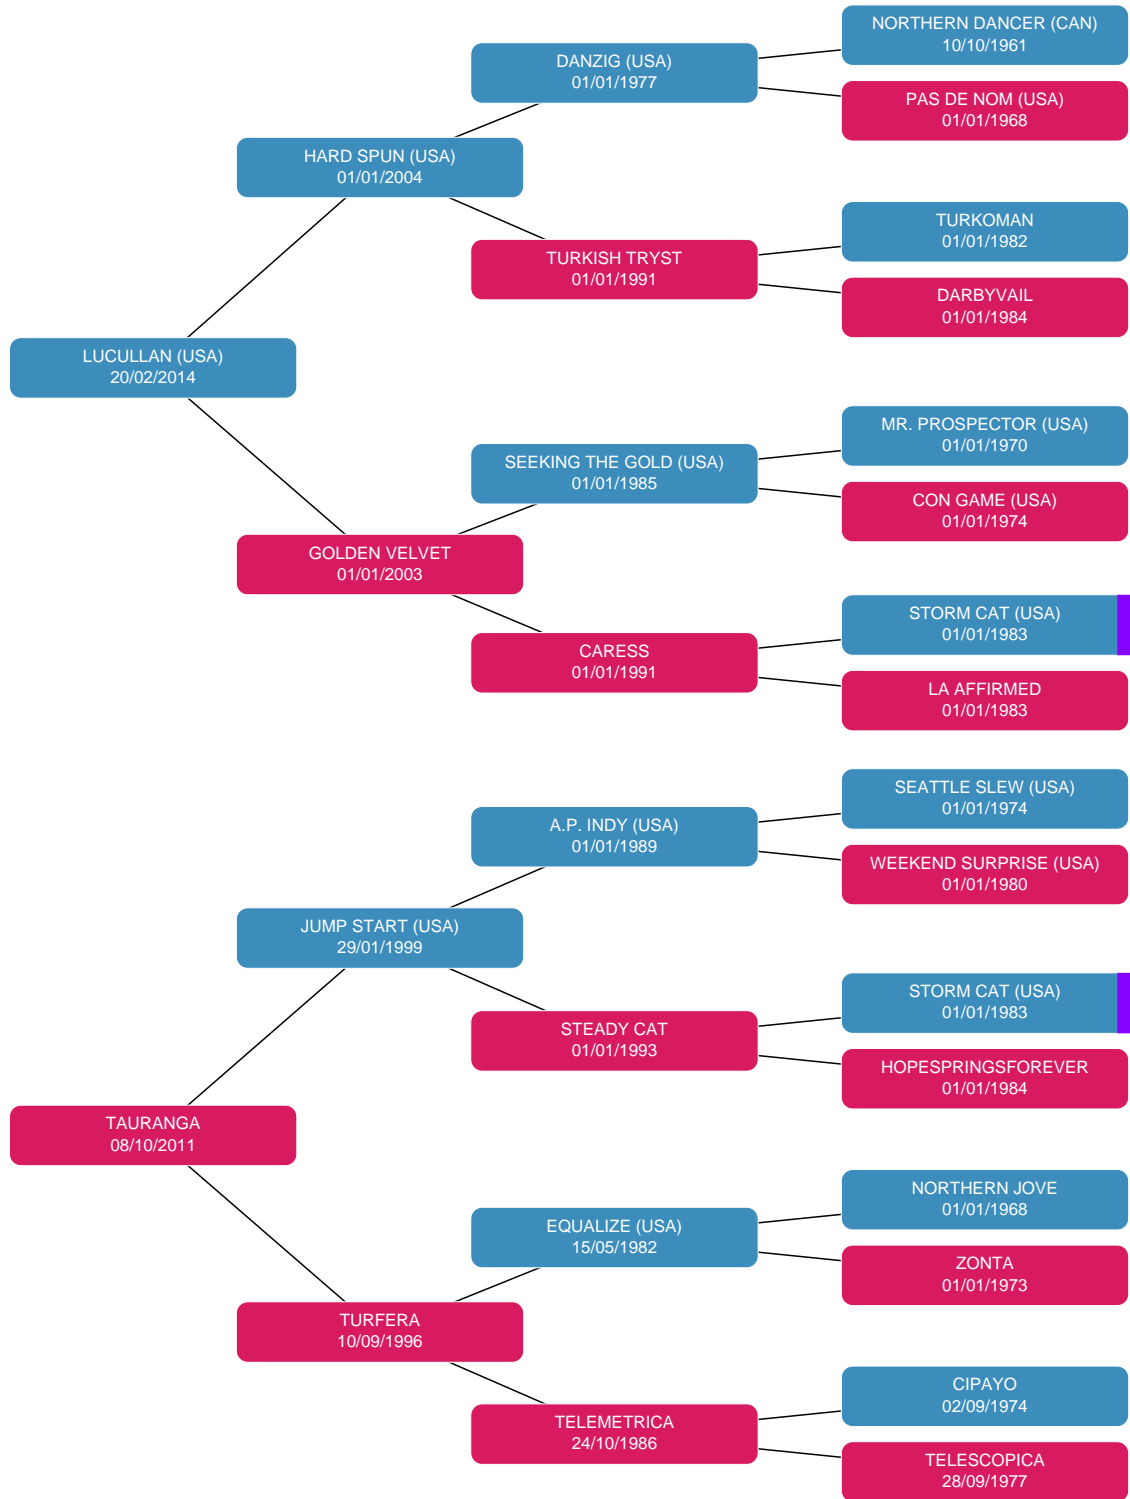 NORTHERN DANCER (CAN)
10/10/1961
DANZIG (USA)
01/01/1977
PAS DE NOM (USA)
01/01/1968
HARD SPUN (USA)
01/01/2004
TURKOMAN
01/01/1982
TURKISH TRYST
01/01/1991
DARBYVAIL
01/01/1984
LUCULLAN (USA)
20/02/2014
MR. PROSPECTOR (USA)
01/01/1970
SEEKING THE GOLD (USA)
01/01/1985
CON GAME (USA)
01/01/1974
GOLDEN VELVET
01/01/2003
STORM CAT (USA)
01/01/1983
CARESS
01/01/1991
LA AFFIRMED
01/01/1983
SEATTLE SLEW (USA)
01/01/1974
A.P. INDY (USA)
01/01/1989
WEEKEND SURPRISE (USA)
01/01/1980
JUMP START (USA)
29/01/1999
STORM CAT (USA)
01/01/1983
STEADY CAT
01/01/1993
HOPESPRINGSFOREVER
01/01/1984
TAURANGA
08/10/2011
NORTHERN JOVE
01/01/1968
EQUALIZE (USA)
15/05/1982
ZONTA
01/01/1973
TURFERA
10/09/1996
CIPAYO
02/09/1974
TELEMETRICA
24/10/1986
TELESCOPICA
28/09/1977